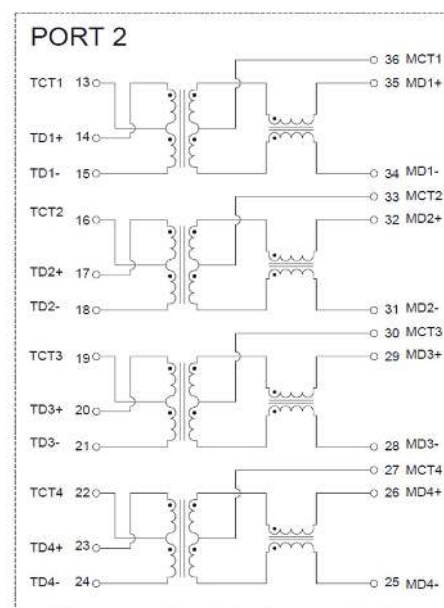 PORT 2
36 MCT1
TCT1 13 35 MD1+
TD1+ 14
TD1- 15 34 MD1-
33 MCT2
TCT2 16 32 MD2+
TD2+ 17
TD2- 18 31 MD2-
30 MCT3
TCT3 19 29 MD3+
TD3+ 20
TD3- 21 28 MD3-
27 MCT4
TCT4 22 26 MD4+
TD4+ 23
TD4- 24 25 MD4-